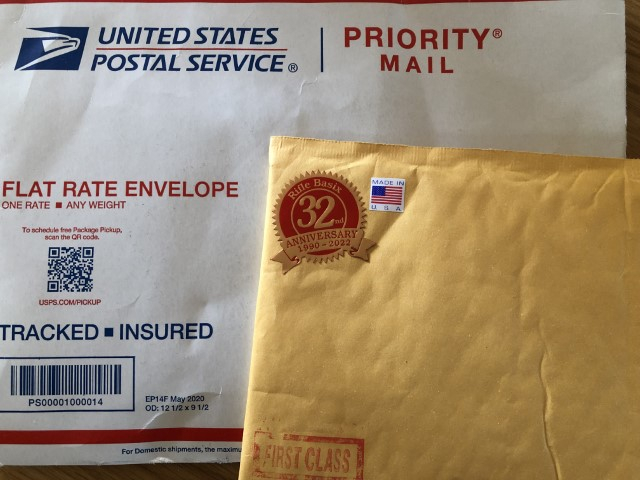 UNITED STATES
POSTAL SERVICE®
PRIORITY®
MAIL
FLAT RATE ENVELOPE
ONE RATE ■ ANY WEIGHT
To schedule free Package Pickup,
scan the QR code.
USPS.COM/PICKUP
TRACKED ■ INSURED
PS00001000014
EP14F May 2020
OD: 12 1/2 x 9 1/2
For Domestic shipments, the maximum
Rifle Basix
32nd
ANNIVERSARY
1990-2022
MADE IN
U S A
FIRST CLASS